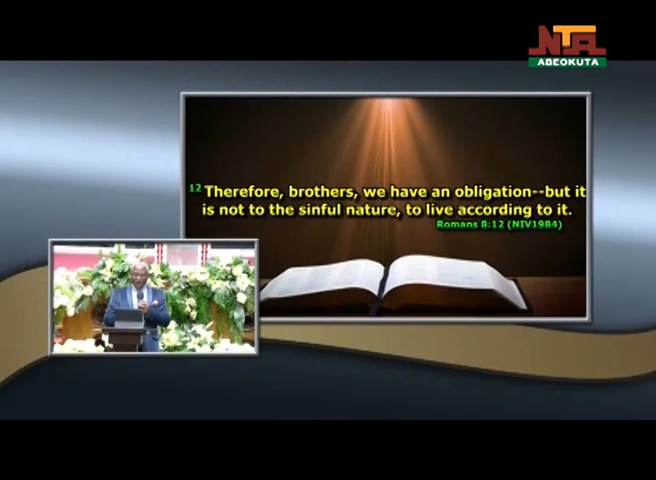 NTA
ABEOKUTA
12 Therefore, brothers, we have an obligation--but it
is not to the sinful nature, to live according to it.
Romans 8:12 (NIV1984)